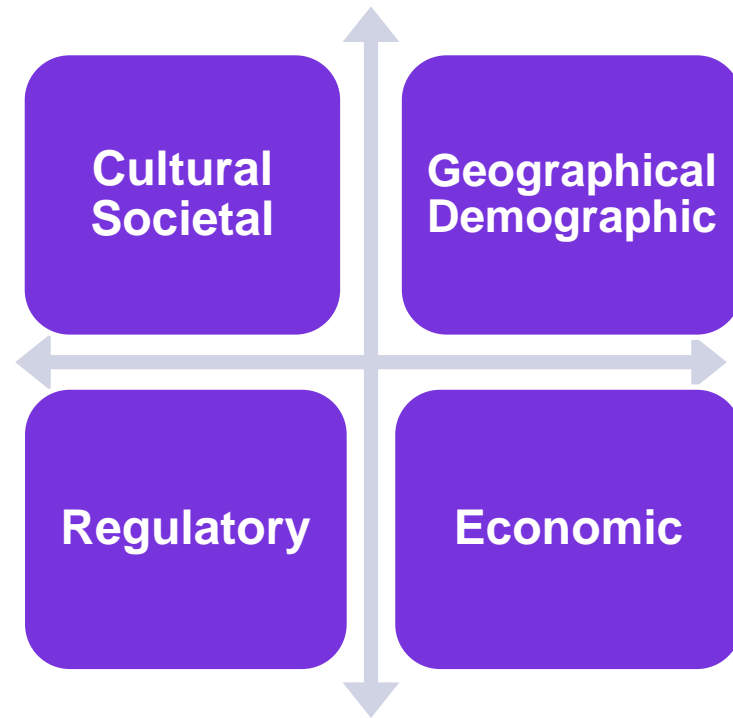 Cultural
Societal
Geographical
Demographic
Regulatory
Economic